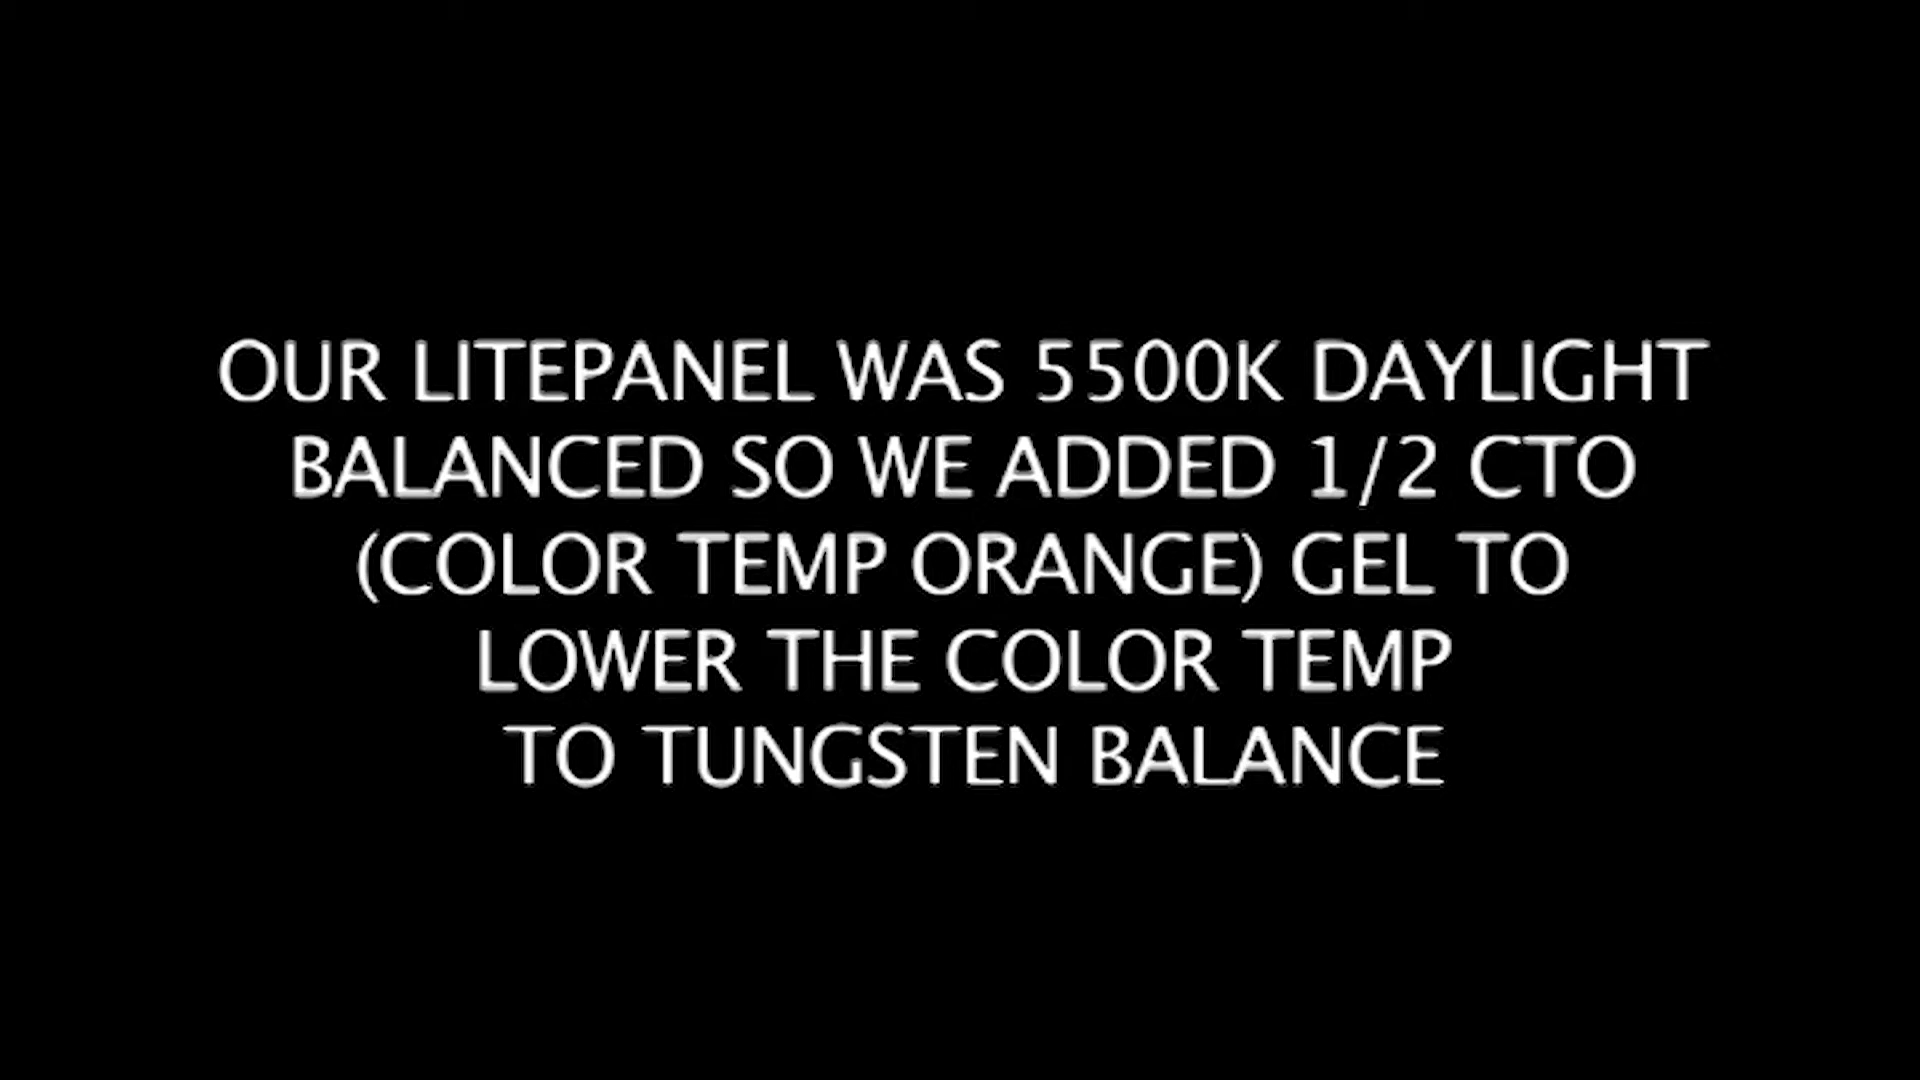 OUR LITEPANEL WAS 5500K DAYLIGHT
BALANCED SO WE ADDED 1/2 CTO
(COLOR TEMP ORANGE) GEL TO
LOWER THE COLOR TEMP
TO TUNGSTEN BALANCE